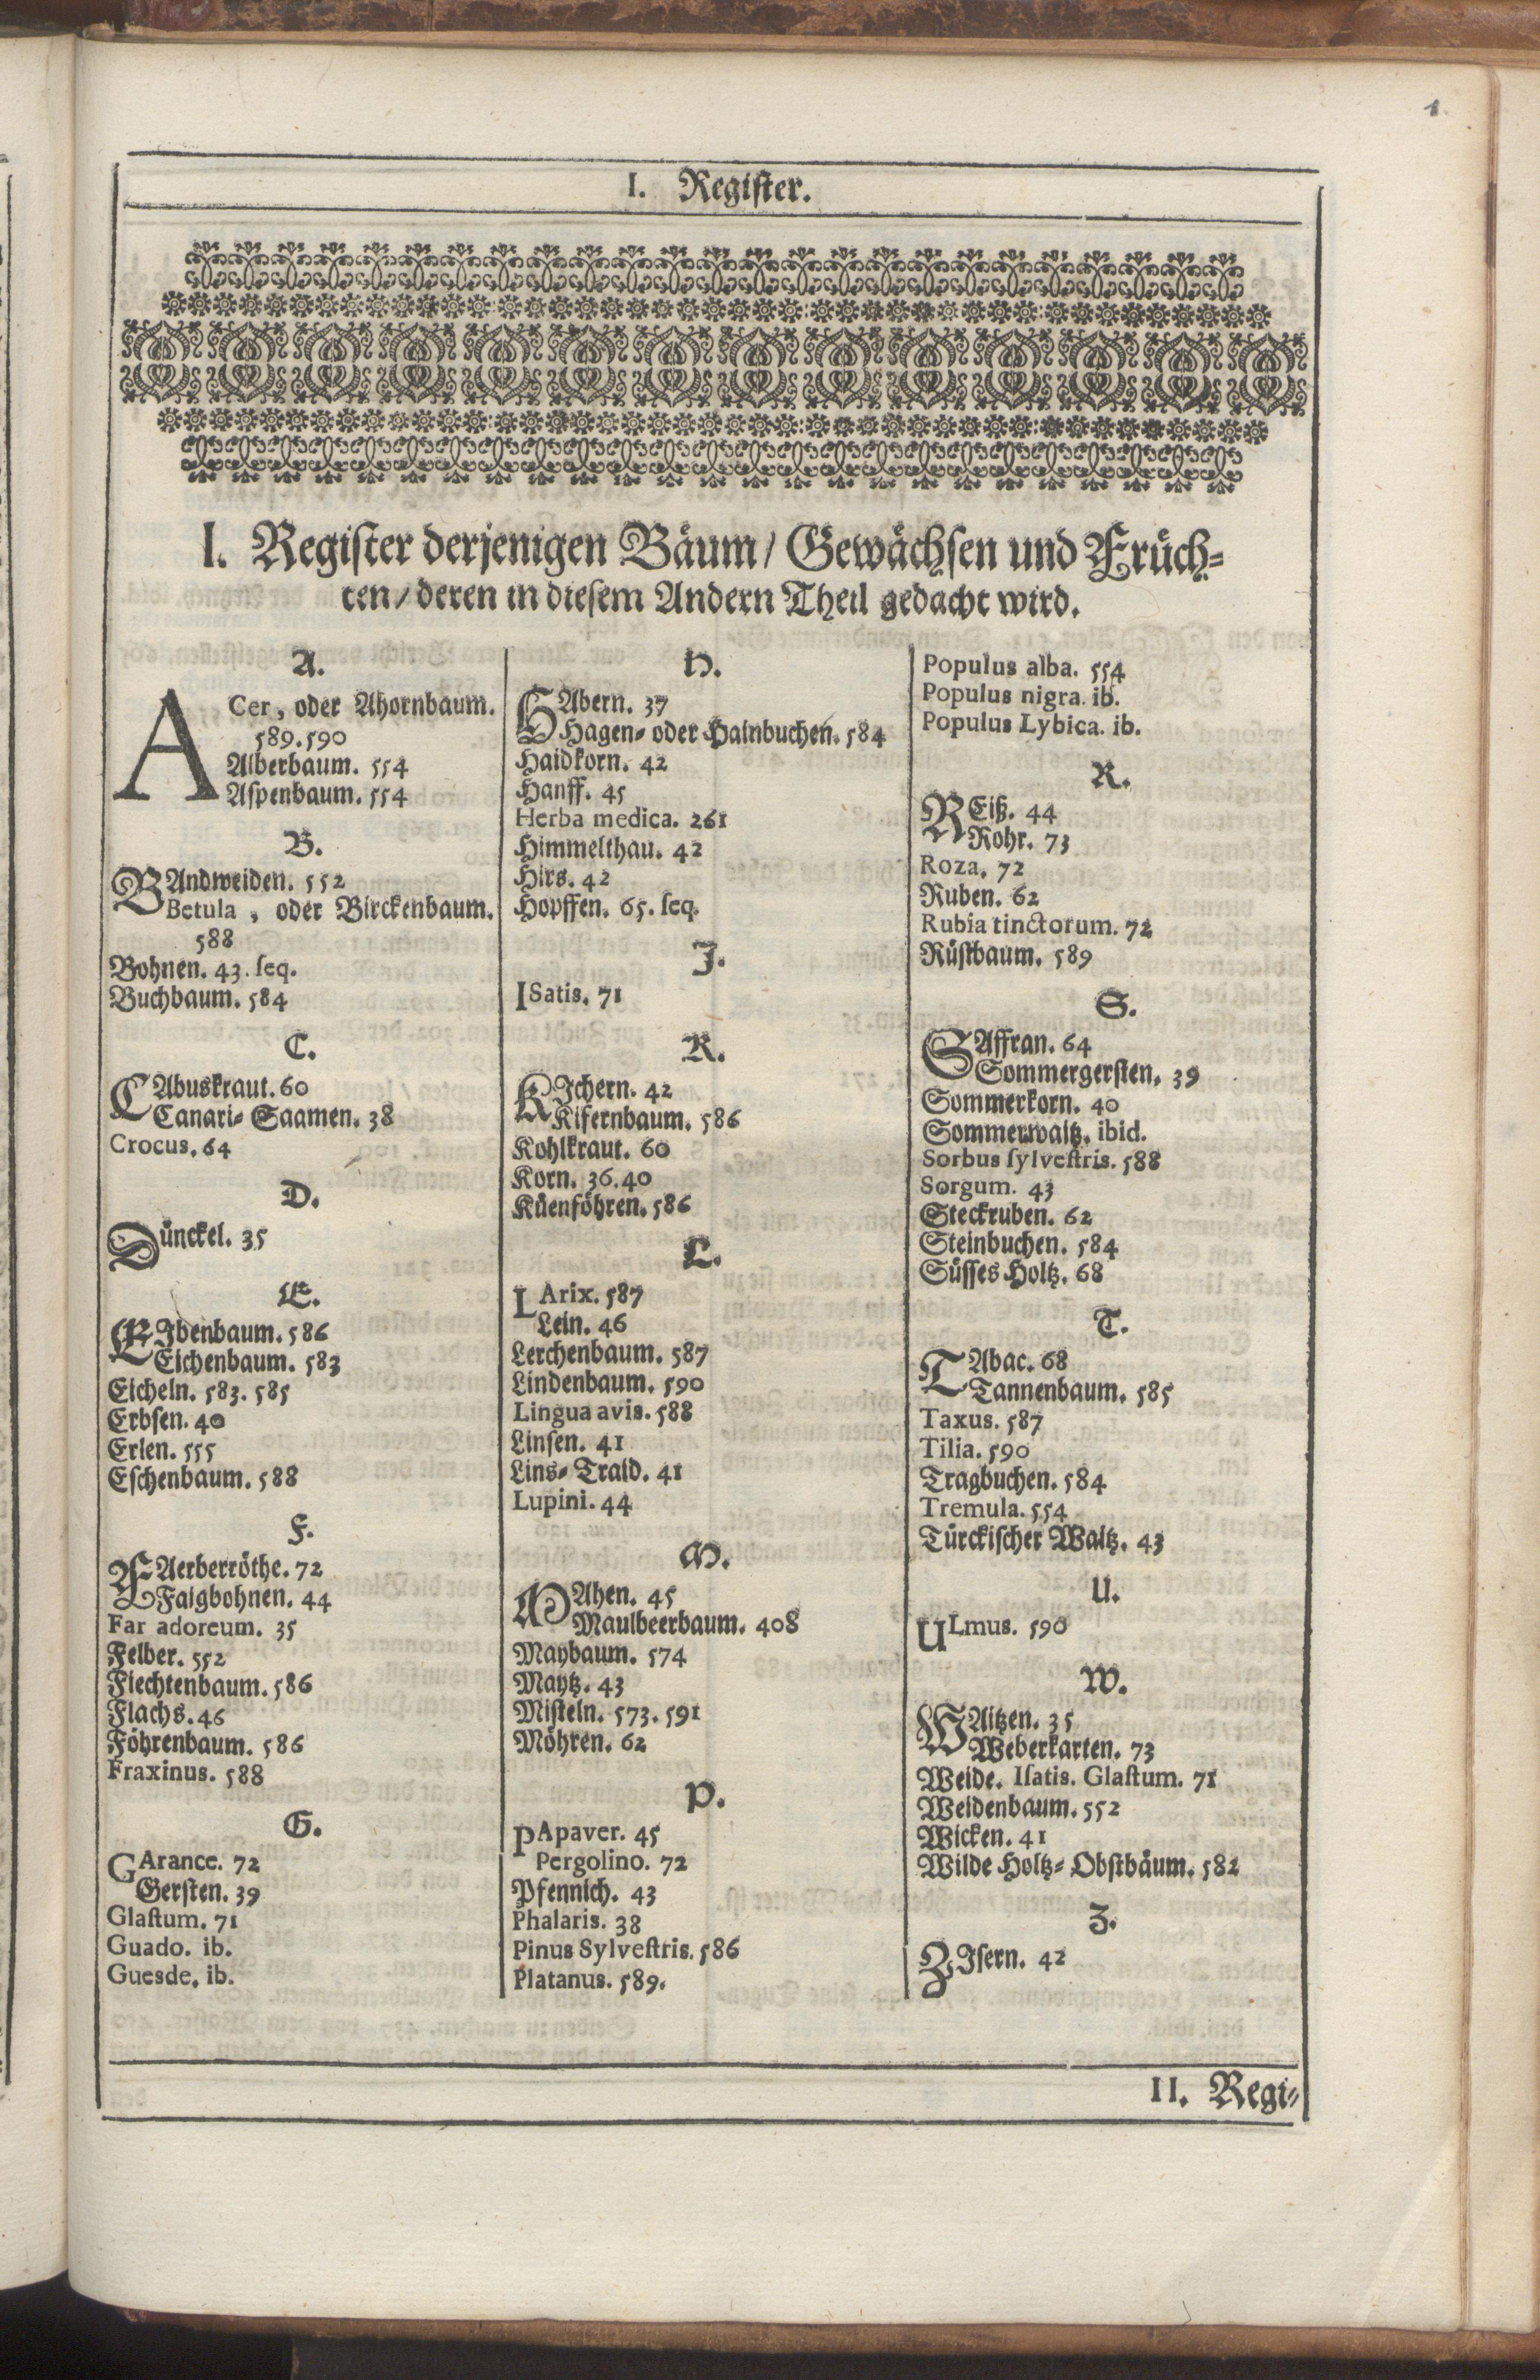 1.
I. Register.
I. Register derjenigen Bäum/ Gewächsen und Früch-
ten/ deren in diesem Andern Theil gedacht wird.
A.
ACer, oder Ahornbaum.
589.590
Alberbaum. 554
Aspenbaum. 554
B.
BAndweiden. 552
Betula, oder Birckenbaum.
588
Bohnen. 43. seq.
Buchbaum. 584
C.
CAbuskraut. 60
Canari-Saamen. 38
Crocus. 64
D.
Dünckel. 35
E.
EIbenbaum. 586
Eichenbaum. 583
Eicheln. 583. 585
Erbsen. 40
Erlen. 555
Eschenbaum. 588
F.
FAerberröthe. 72
Faigbohnen. 44
Far adoreum. 35
Felber. 552
Fiechtenbaum. 586
Flachs. 46
Föhrenbaum. 586
Fraxinus. 588
G.
GArance. 72
Gersten. 39
Glastum. 71
Guado. ib.
Guesde. ib.
H.
HAbern. 37
Hagen- oder Hainbuchen. 584
Haidkorn. 42
Hanff. 45
Herba medica. 261
Himmelthau. 42
Hirs. 42
Hopffen. 65. seq.
J.
ISatis. 71
K.
KIchern. 42
Kifernbaum. 586
Kohlkraut. 60
Korn. 36.40
Küenföhren. 586
L.
LArix. 587
Lein. 46
Lerchenbaum. 587
Lindenbaum. 590
Lingua avis. 588
Linsen. 41
Lins-Traid. 41
Lupini. 44
M.
MAhen. 45
Maulbeerbaum. 408
Maybaum. 574
Maytz. 43
Misteln. 573. 591
Möhren. 62
P.
PApaver. 45
Pergolino. 72
Pfennich. 43
Phalaris. 38
Pinus Sylvestris. 586
Platanus. 589.
Populus alba. 554
Populus nigra. ib.
Populus Lybica. ib.
R.
REiß. 44
Rohr. 73
Roza. 72
Ruben. 62
Rubia tinctorum. 72
Rüstbaum. 589
S.
SAffran. 64
Sommergersten. 39
Sommerkorn. 40
Sommerwaitz. ibid.
Sorbus sylvestris. 588
Sorgum. 43
Steckruben. 62
Steinbuchen. 584
Süsses Holtz. 68
T.
TAbac. 68
Tannenbaum. 585
Taxus. 587
Tilia. 590
Tragbuchen. 584
Tremula. 554
Türckischer Waitz. 43
U.
ULmus. 590
W.
WAitzen. 35
Weberkarten. 73
Weide. Isatis. Glastum. 71
Weidenbaum. 552
Wicken. 41
Wilde Holtz-Obstbäum. 582
Z.
ZIsern. 42
II. Regi-